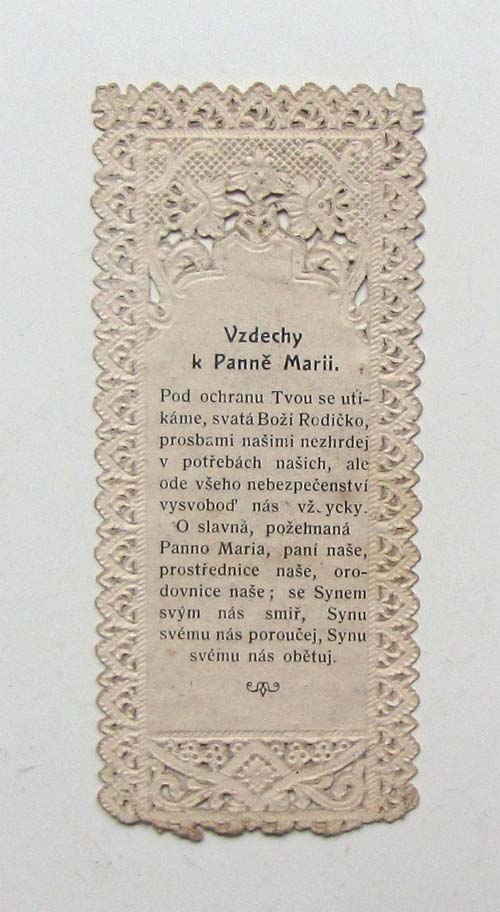 Vzdechy
k Panně Marii.
Pod ochranu Tvou se utí-
káme, svatá Boží Rodičko,
prosbami našimi nezhrdej
v potřebách našich, ale
ode všeho nebezpečenství
vysvoboď nás vž.ycky.
O slavná, požehnaná
Panno Maria, paní naše,
prostřednice naše, oro-
dovnice naše; se Synem
svým nás smiř, Synu
svému nás poroučej, Synu
svému nás obětuj.